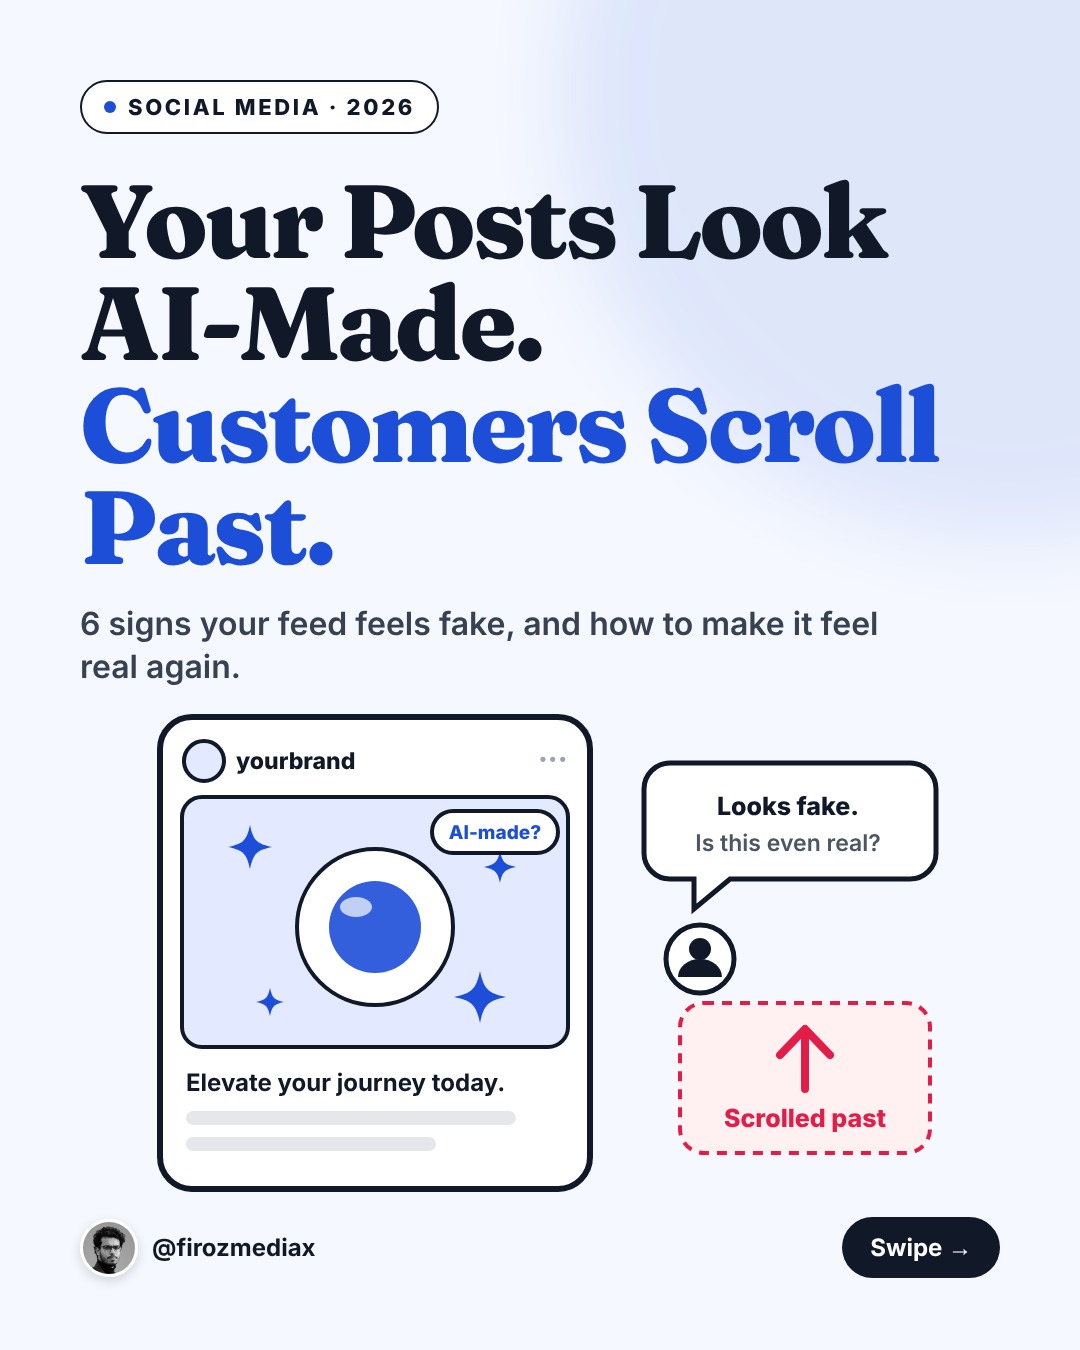 SOCIAL MEDIA · 2026
Your Posts Look
AI-Made.
Customers Scroll
Past.
6 signs your feed feels fake, and how to make it feel
real again.
yourbrand
AI-made?
Elevate your journey today.
Looks fake.
Is this even real?
Scrolled past
@firozmediax
Swipe →